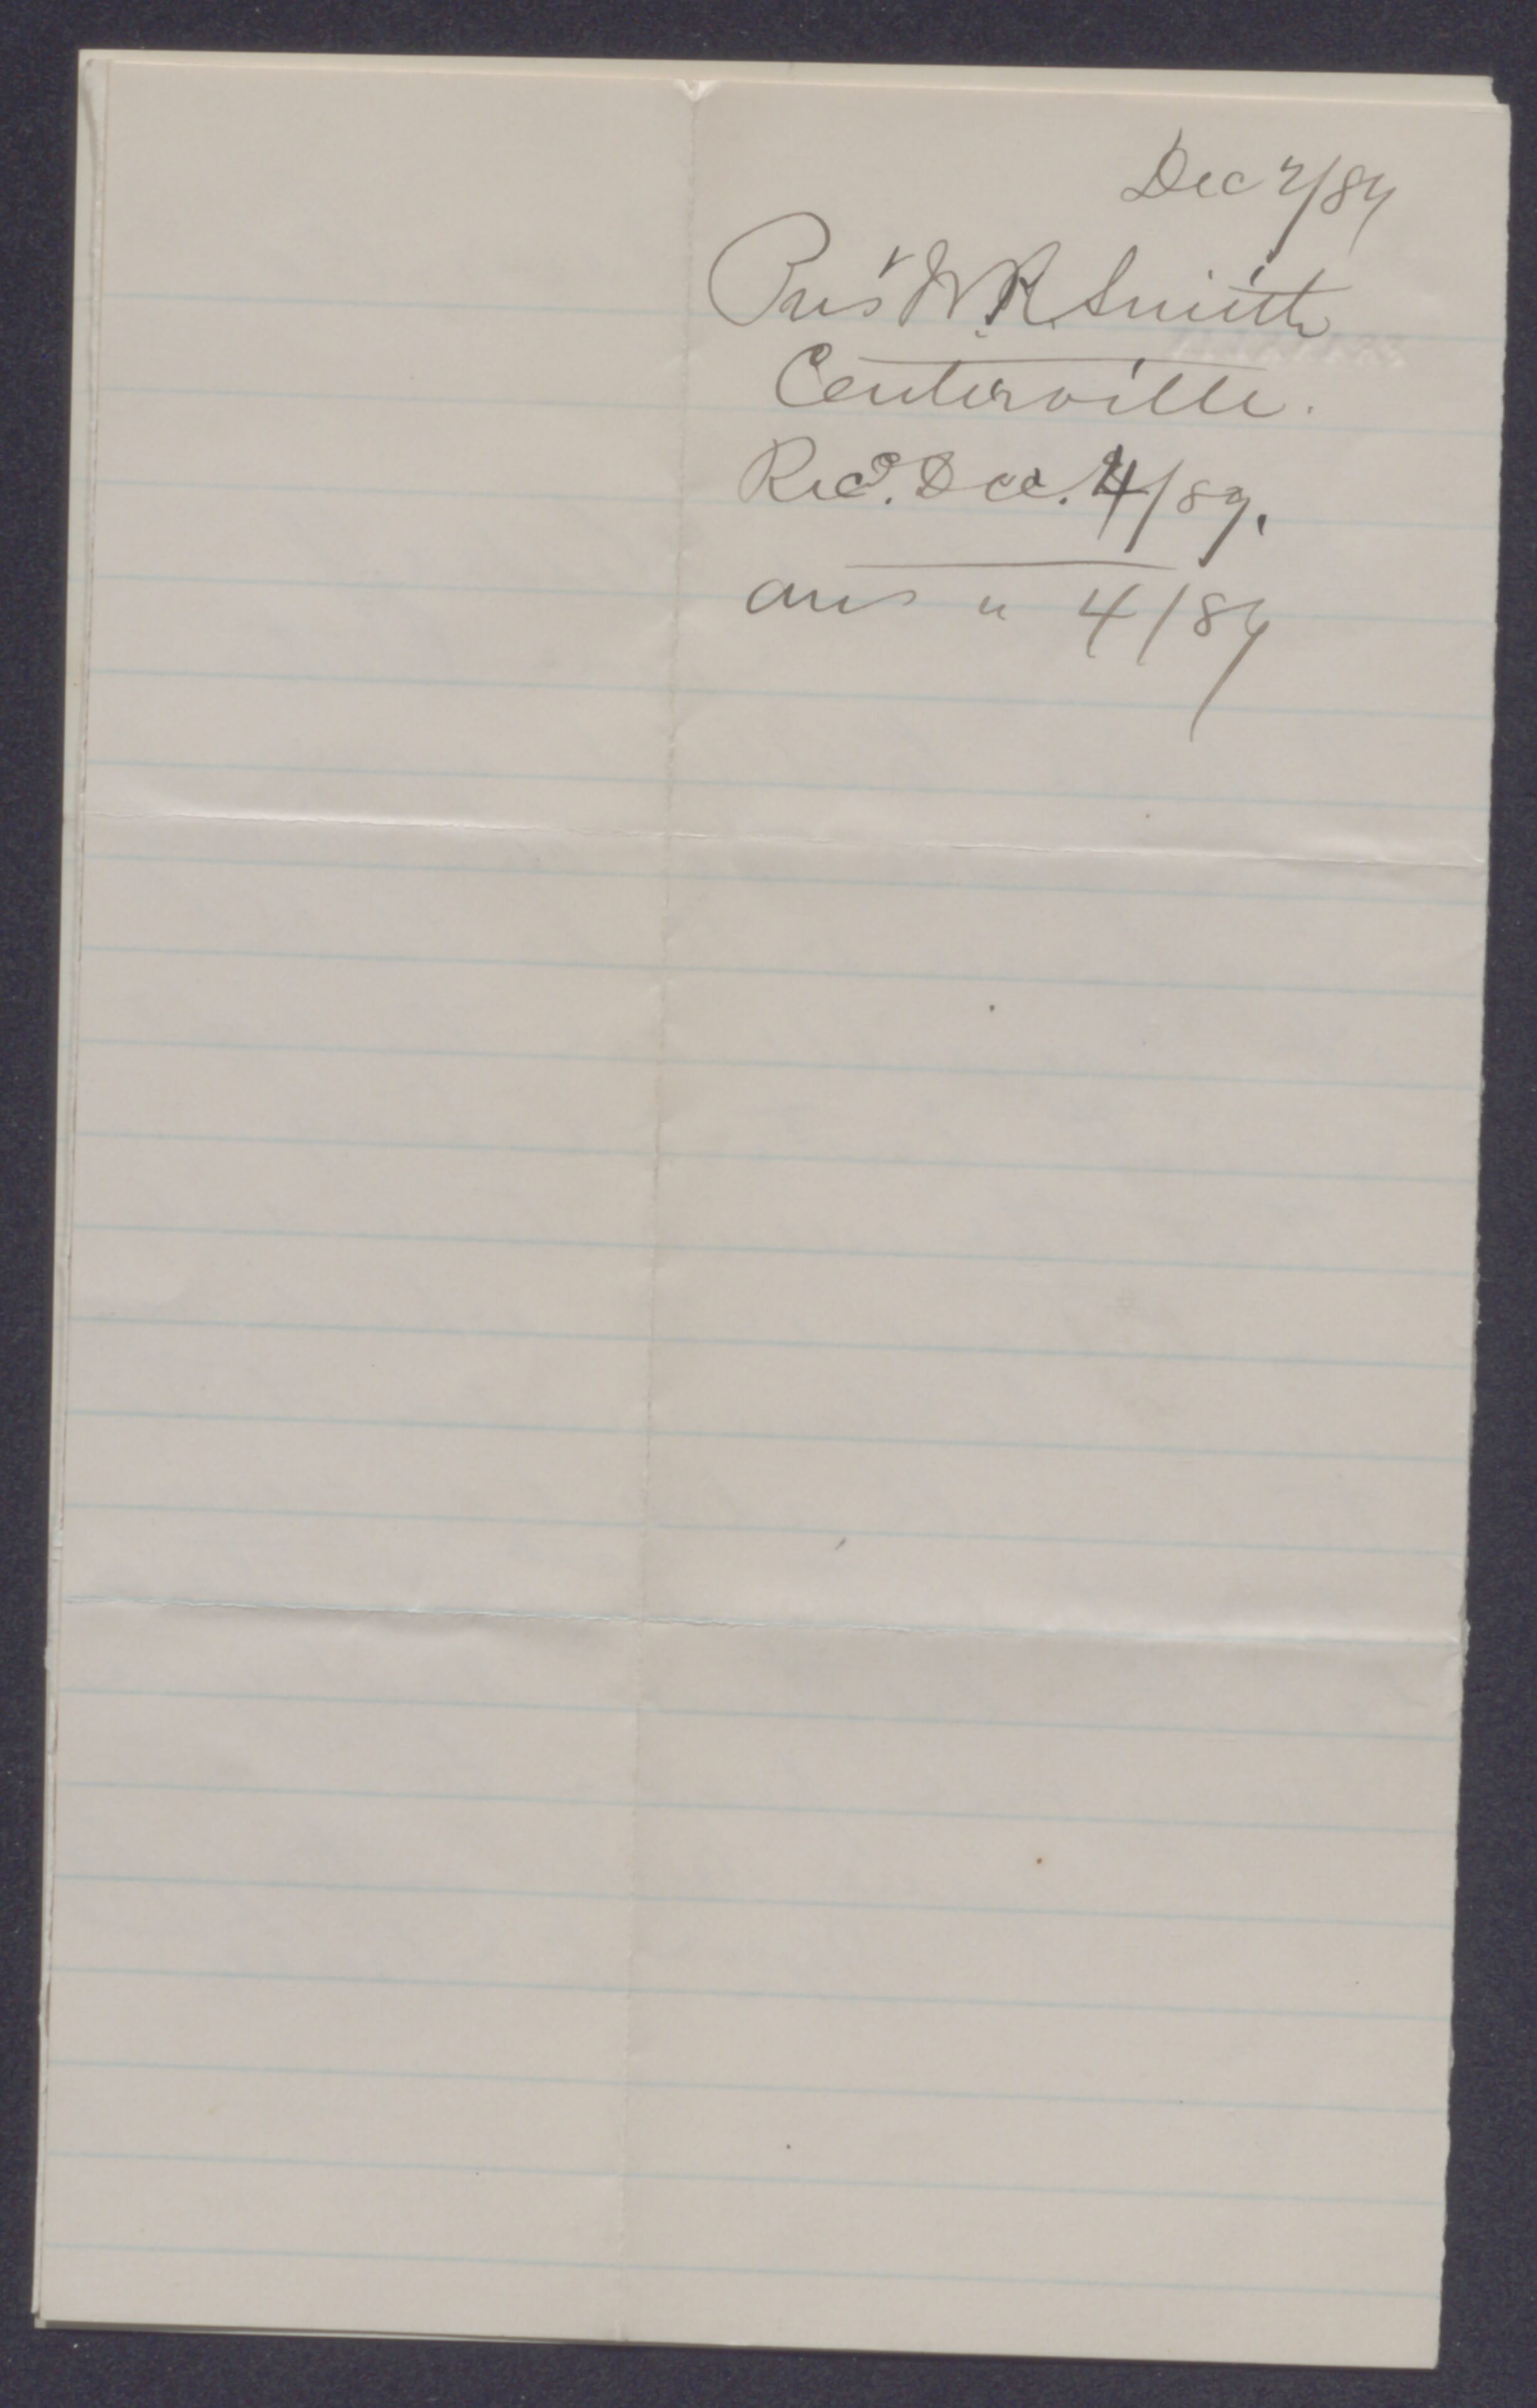 Dec 2/89
Pres't W.R. Smith
Centerville.
Rec'd. Dec. 4/89.
Ans " 4/89